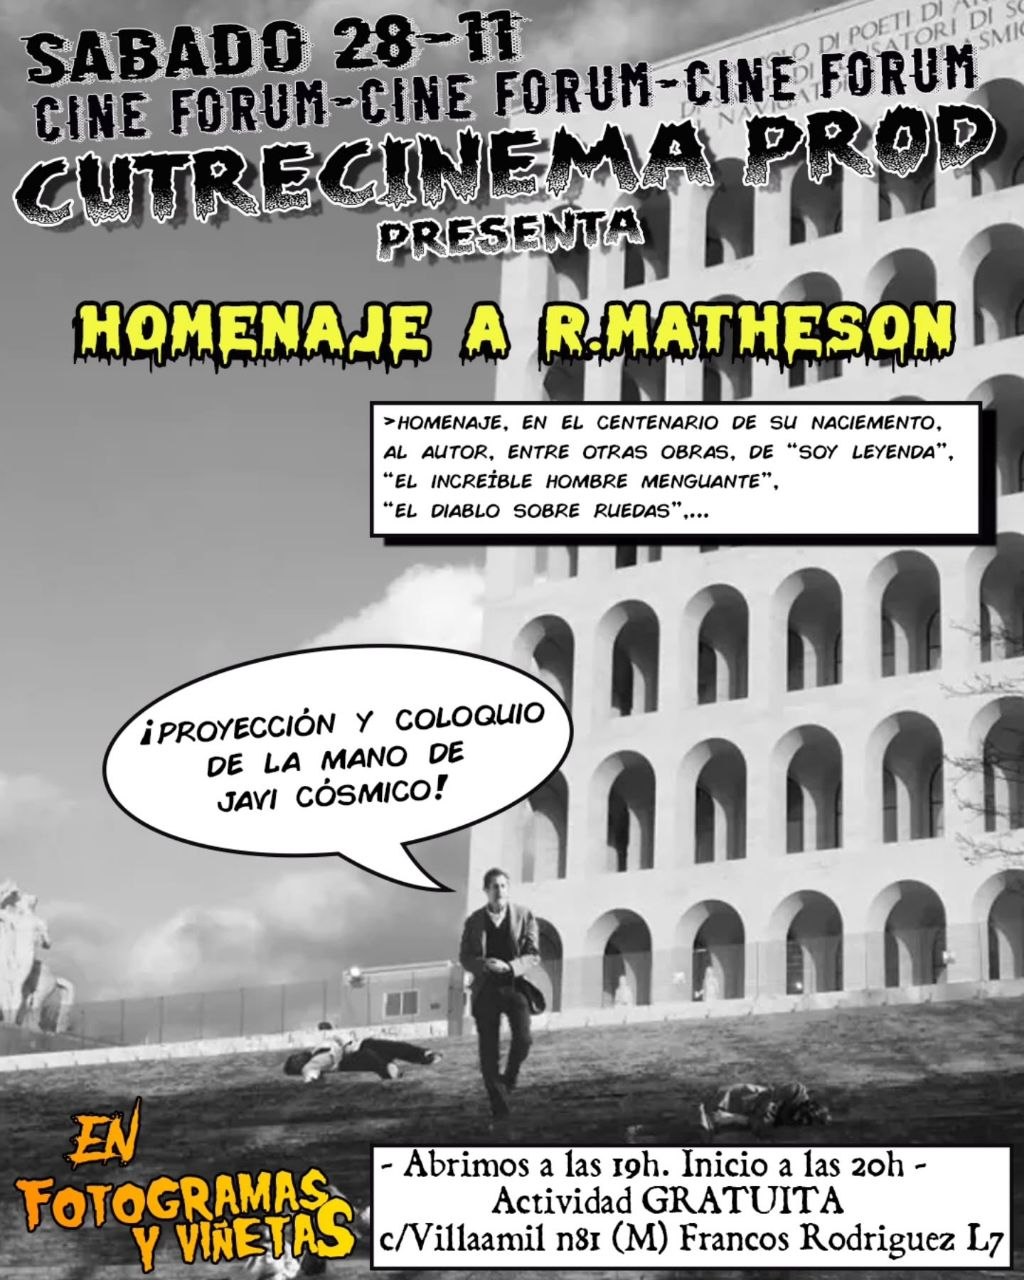 SABADO 28-11
CINE FORUM-CINE FORUM-CINE FORUM
CUTRECINEMA PROD
PRESENTA
HOMENAJE A R.MATHESON
>HOMENAJE, EN EL CENTENARIO DE SU NACIEMENTO,
AL AUTOR, ENTRE OTRAS OBRAS, DE “SOY LEYENDA”,
“EL INCREÍBLE HOMBRE MENGUANTE”,
“EL DIABLO SOBRE RUEDAS”,...
¡PROYECCIÓN Y COLOQUIO
DE LA MANO DE
JAVI CÓSMICO!
EN
FOTOGRAMAS
Y VIÑETAS
- Abrimos a las 19h. Inicio a las 20h -
Actividad GRATUITA
c/Villaamil n81 (M) Francos Rodriguez L7
DI POETI DI